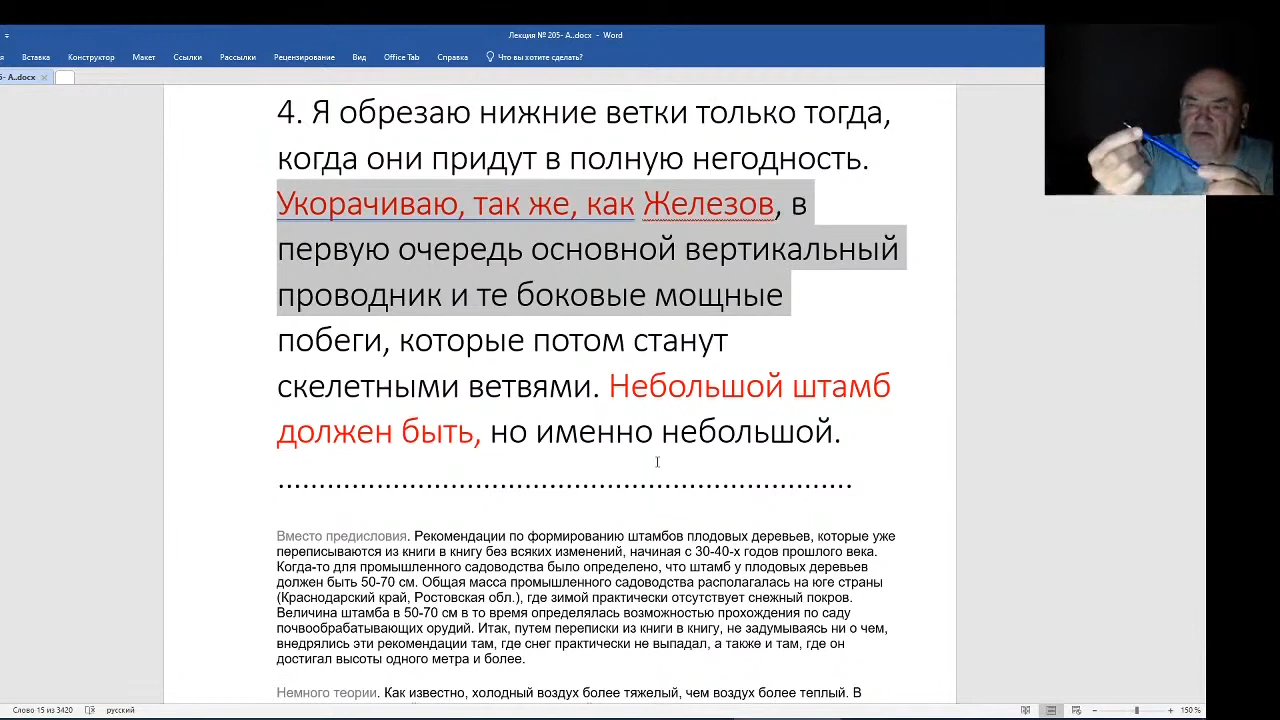 Лекция № 205- А..docx - Word
я Вставка Конструктор Макет Ссылки Рассылки Рецензирование Вид Office Tab Справка Что вы хотите сделать?
5- А..docx
4. Я обрезаю нижние ветки только тогда,
когда они придут в полную негодность.
Укорачиваю, так же, как Железов, в
первую очередь основной вертикальный
проводник и те боковые мощные
побеги, которые потом станут
скелетными ветвями. Небольшой штамб
должен быть, но именно небольшой.
……………………………………………………………
Вместо предисловия. Рекомендации по формированию штамбов плодовых деревьев, которые уже
переписываются из книги в книгу без всяких изменений, начиная с 30-40-х годов прошлого века.
Когда-то для промышленного садоводства было определено, что штамб у плодовых деревьев
должен быть 50-70 см. Общая масса промышленного садоводства располагалась на юге страны
(Краснодарский край, Ростовская обл.), где зимой практически отсутствует снежный покров.
Величина штамба в 50-70 см в то время определялась возможностью прохождения по саду
почвообрабатывающих орудий. Итак, путем переписки из книги в книгу, не задумываясь ни о чем,
внедрялись эти рекомендации там, где снег практически не выпадал, а также и там, где он
достигал высоты одного метра и более.
Немного теории. Как известно, холодный воздух более тяжелый, чем воздух более теплый. В
Слово 15 из 3420 русский 150 %